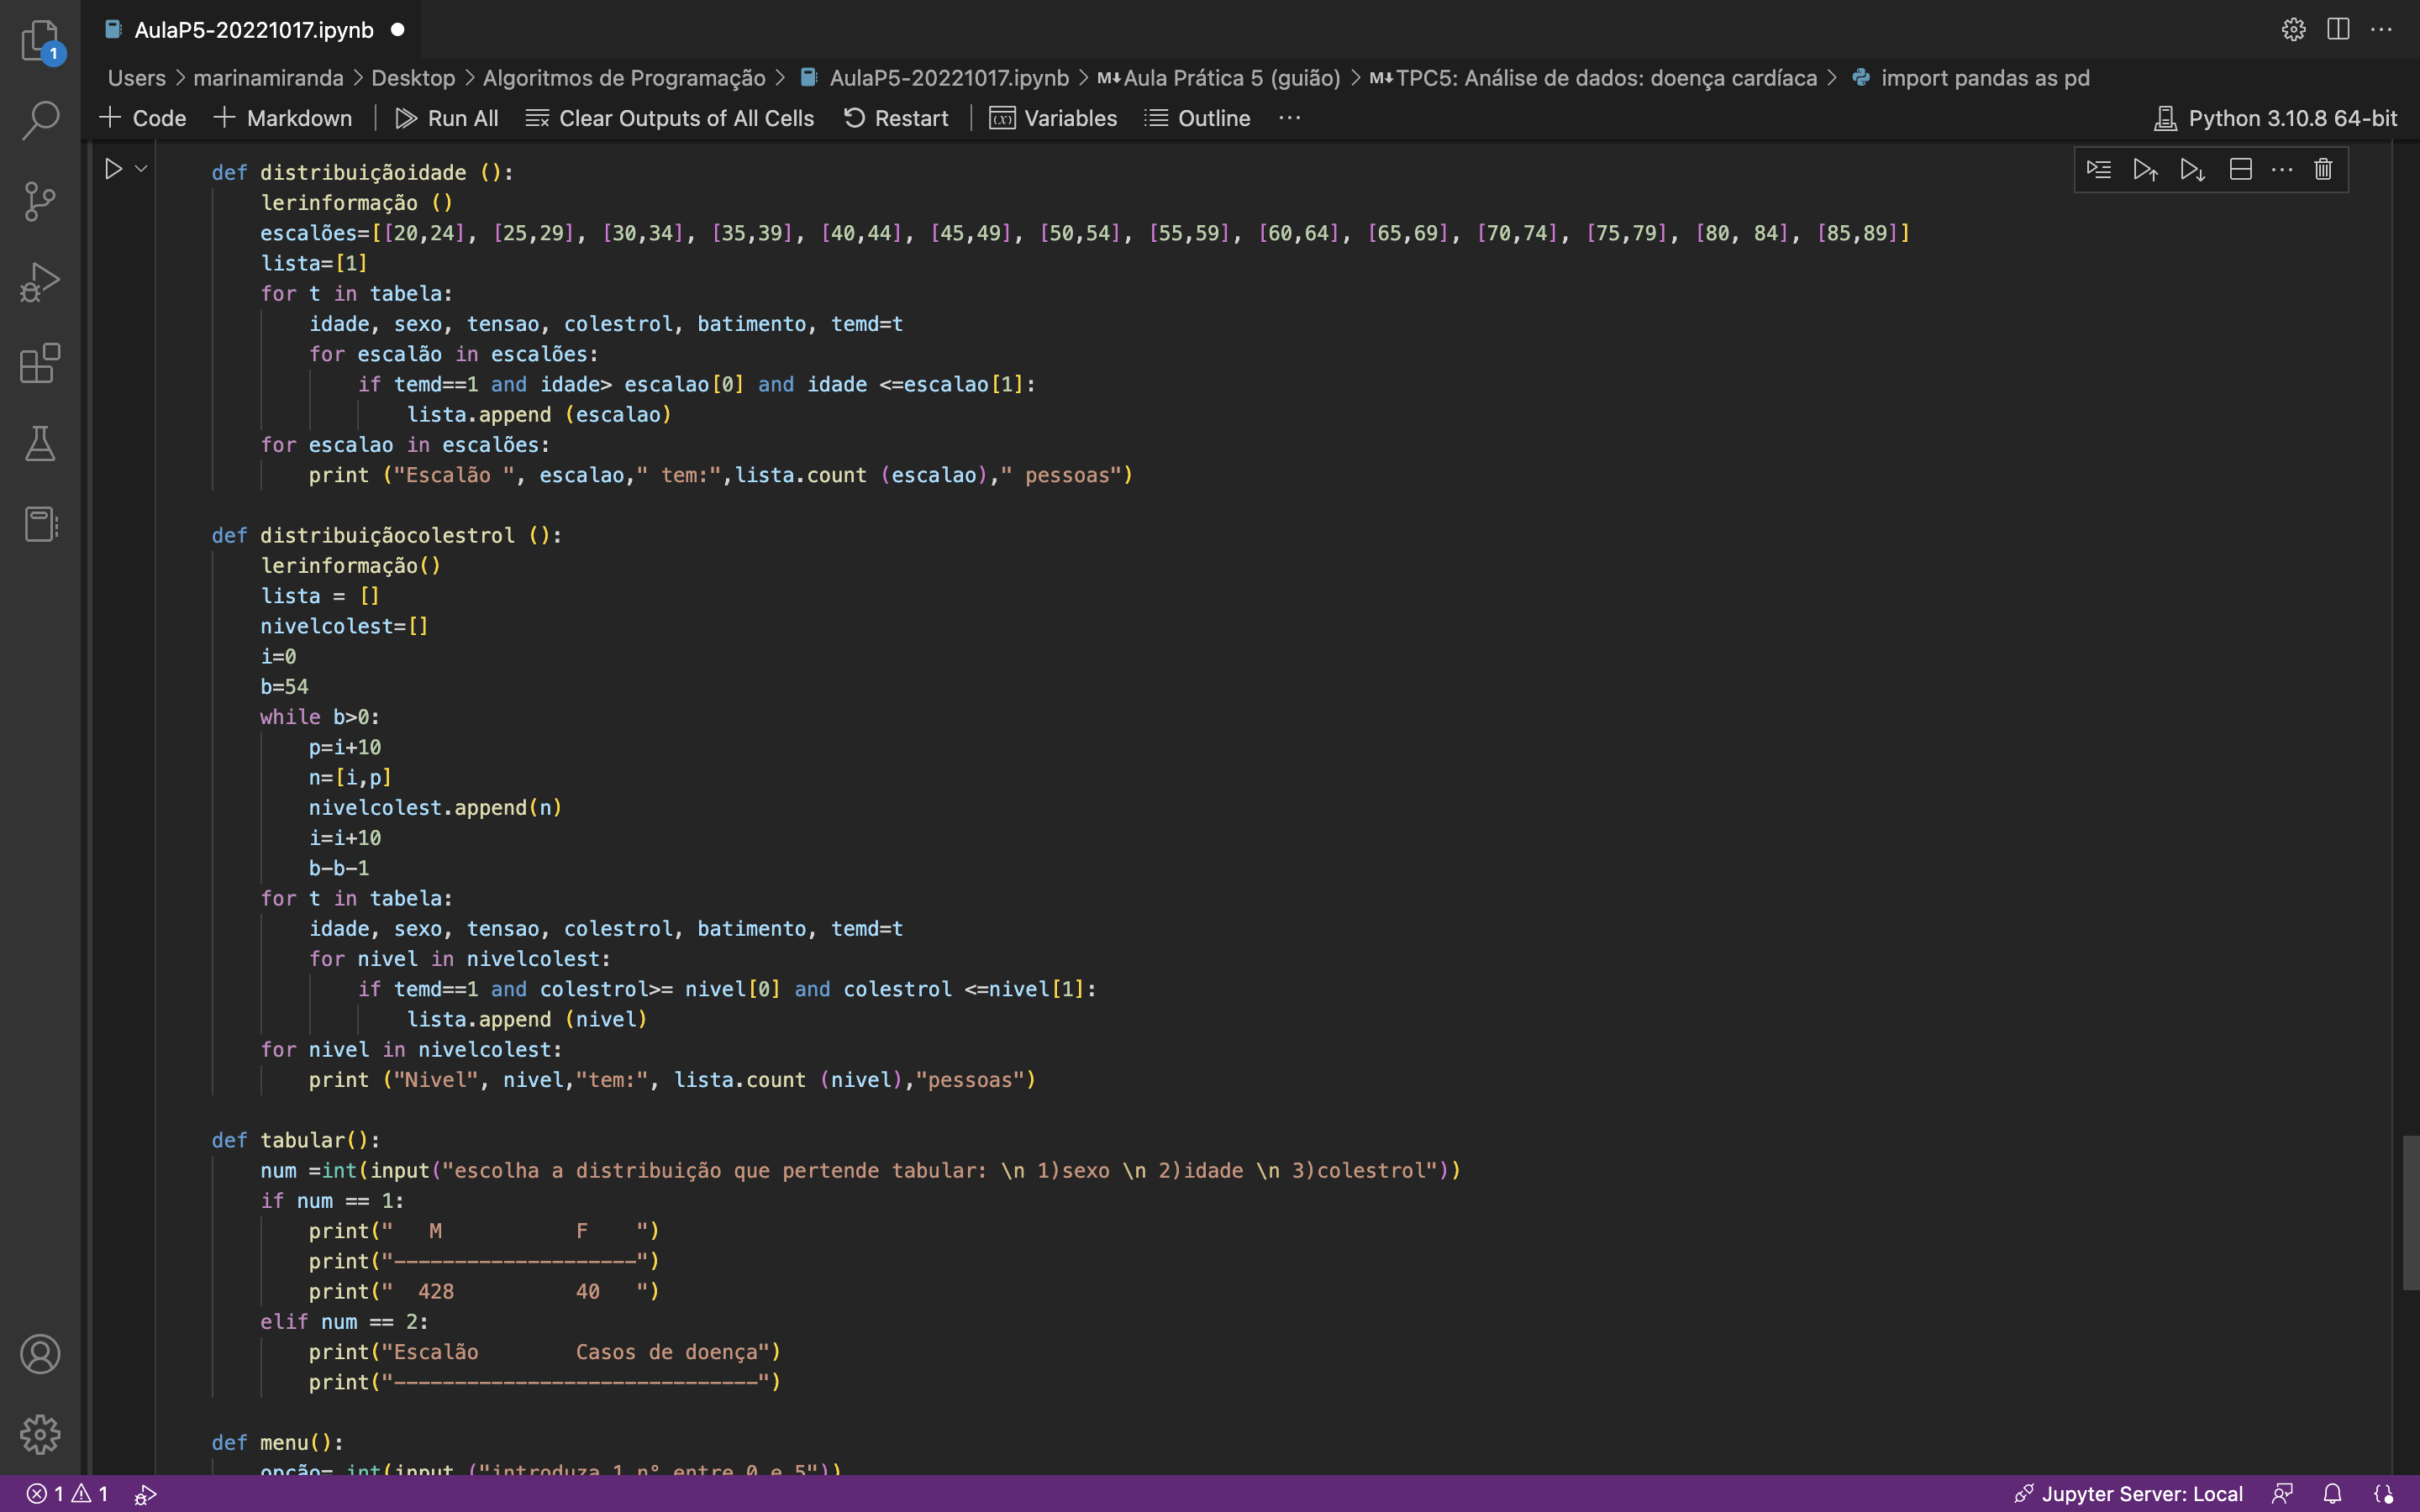 AulaP5-20221017.ipynb
Users > marinamiranda > Desktop > Algoritmos de Programação > AulaP5-20221017.ipynb > M↓Aula Prática 5 (guião) > M↓TPC5: Análise de dados: doença cardíaca > import pandas as pd
+ Code + Markdown | Run All Clear Outputs of All Cells Restart | Variables Outline ··· Python 3.10.8 64-bit
1
def distribuiçãoidade ():
    lerinformação ()
    escalões=[[20,24], [25,29], [30,34], [35,39], [40,44], [45,49], [50,54], [55,59], [60,64], [65,69], [70,74], [75,79], [80, 84], [85,89]]
    lista=[1]
    for t in tabela:
        idade, sexo, tensao, colestrol, batimento, temd=t
        for escalão in escalões:
            if temd==1 and idade> escalao[0] and idade <=escalao[1]:
                lista.append (escalao)
    for escalao in escalões:
        print ("Escalão ", escalao," tem:",lista.count (escalao)," pessoas")
def distribuiçãocolestrol ():
    lerinformação()
    lista = []
    nivelcolest=[]
    i=0
    b=54
    while b>0:
        p=i+10
        n=[i,p]
        nivelcolest.append(n)
        i=i+10
        b-b-1
    for t in tabela:
        idade, sexo, tensao, colestrol, batimento, temd=t
        for nivel in nivelcolest:
            if temd==1 and colestrol>= nivel[0] and colestrol <=nivel[1]:
                lista.append (nivel)
    for nivel in nivelcolest:
        print ("Nivel", nivel,"tem:", lista.count (nivel),"pessoas")
def tabular():
    num =int(input("escolha a distribuição que pertende tabular: \n 1)sexo \n 2)idade \n 3)colestrol"))
    if num == 1:
        print("   M           F    ")
        print("--------------------")
        print("  428          40   ")
    elif num == 2:
        print("Escalão        Casos de doença")
        print("------------------------------")
def menu():
    opção= int(input ("introduza 1 nº entre 0 e 5"))
1 1 Jupyter Server: Local